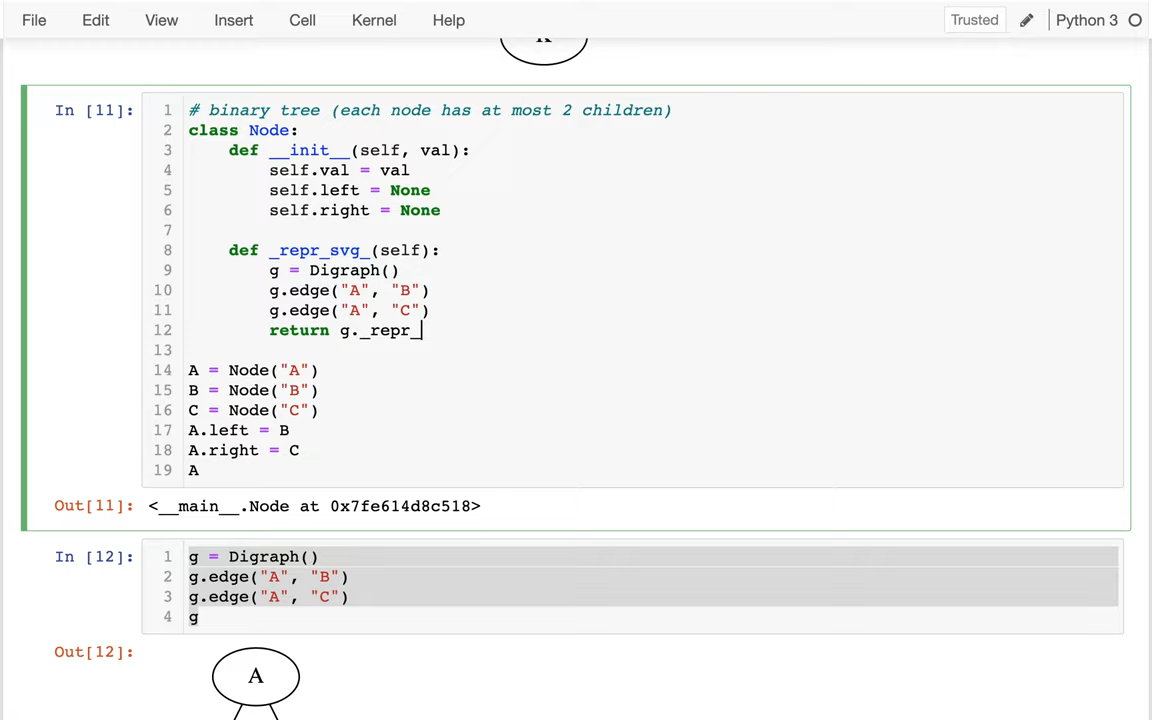 File Edit View Insert Cell Kernel Help Trusted Python 3
In [11]:
1 # binary tree (each node has at most 2 children)
2 class Node:
3     def __init__(self, val):
4         self.val = val
5         self.left = None
6         self.right = None
7
8     def _repr_svg_(self):
9         g = Digraph()
10         g.edge("A", "B")
11         g.edge("A", "C")
12         return g._repr_
13
14 A = Node("A")
15 B = Node("B")
16 C = Node("C")
17 A.left = B
18 A.right = C
19 A
Out[11]: <__main__.Node at 0x7fe614d8c518>
In [12]:
1 g = Digraph()
2 g.edge("A", "B")
3 g.edge("A", "C")
4 g
Out[12]:
A